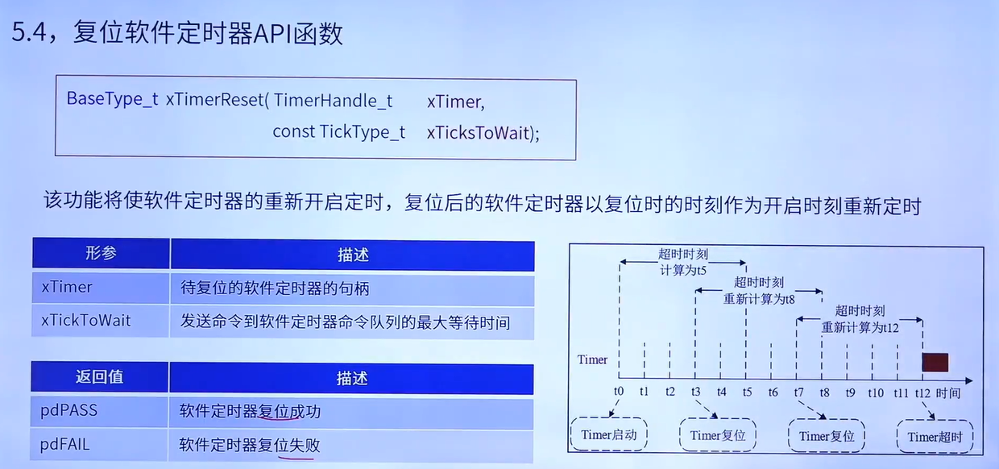 5.4，复位软件定时器API函数
BaseType_t xTimerReset( TimerHandle_t xTimer,
const TickType_t xTicksToWait);
该功能将使软件定时器的重新开启定时，复位后的软件定时器以复位时的时刻作为开启时刻重新定时
形参 描述
xTimer 待复位的软件定时器的句柄
xTickToWait 发送命令到软件定时器命令队列的最大等待时间
返回值 描述
pdPASS 软件定时器复位成功
pdFAIL 软件定时器复位失败
超时时刻
计算为t5
超时时刻
重新计算为t8
超时时刻
重新计算为t12
Timer
t0 t1 t2 t3 t4 t5 t6 t7 t8 t9 t10 t11 t12 时间
Timer启动 Timer复位 Timer复位 Timer超时